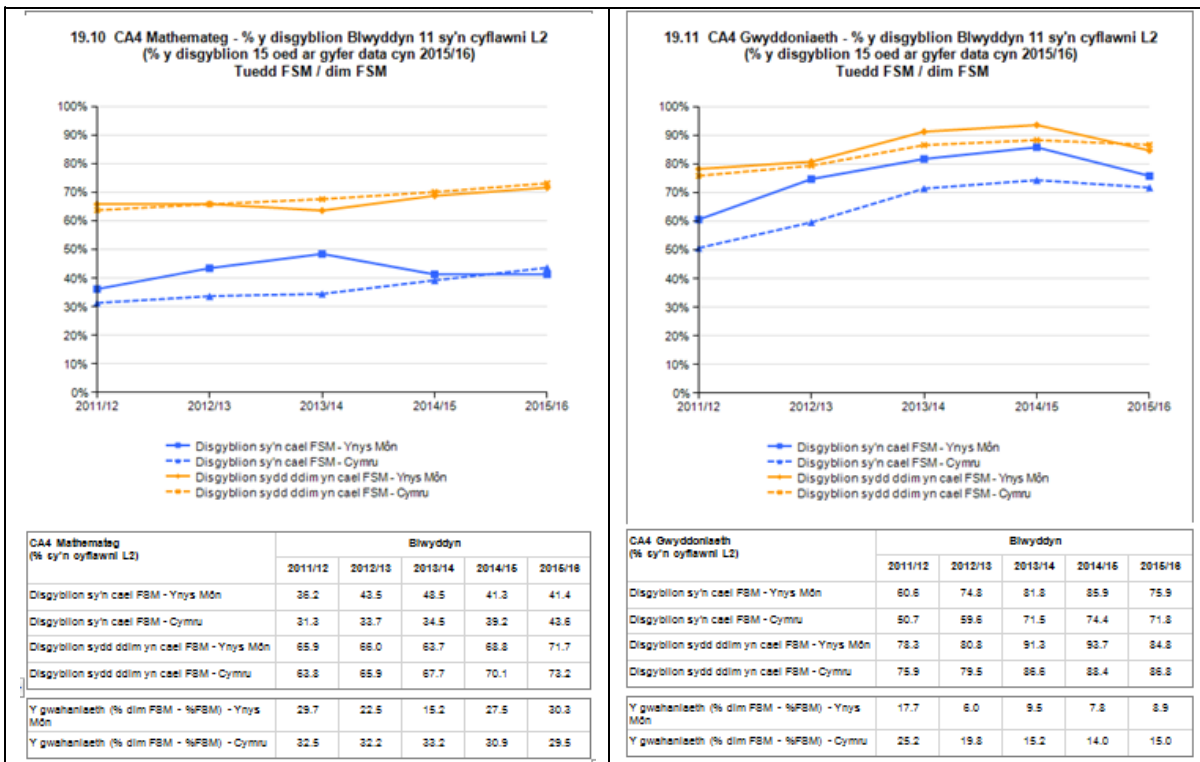 19.10 CA4 Mathemateg - % y disgyblion Blwyddyn 11 sy'n cyflawni L2
(% y disgyblion 15 oed ar gyfer data cyn 2015/16)
Tuedd FSM / dim FSM
100%
90%
80%
70%
60%
50%
40%
30%
20%
10%
0%
2011/12 2012/13 2013/14 2014/15 2015/16
Disgyblion sy'n cael FSM - Ynys Môn
Disgyblion sy'n cael FSM - Cymru
Disgyblion sydd ddim yn cael FSM - Ynys Môn
Disgyblion sydd ddim yn cael FSM - Cymru
CA4 Mathemateg
(% sy'n cyflawni L2)
Blwyddyn
2011/12 2012/13 2013/14 2014/15 2015/16
Disgyblion sy'n cael FSM - Ynys Môn 36.2 43.5 48.5 41.3 41.4
Disgyblion sy'n cael FSM - Cymru 31.3 33.7 34.5 39.2 43.6
Disgyblion sydd ddim yn cael FSM - Ynys Môn 65.9 66.0 63.7 68.8 71.7
Disgyblion sydd ddim yn cael FSM - Cymru 63.8 65.9 67.7 70.1 73.2
Y gwahaniaeth (% dim FSM - %FSM) - Ynys
Môn 29.7 22.5 15.2 27.5 30.3
Y gwahaniaeth (% dim FSM - %FSM) - Cymru 32.5 32.2 33.2 30.9 29.5
19.11 CA4 Gwyddoniaeth - % y disgyblion Blwyddyn 11 sy'n cyflawni L2
(% y disgyblion 15 oed ar gyfer data cyn 2015/16)
Tuedd FSM / dim FSM
100%
90%
80%
70%
60%
50%
40%
30%
20%
10%
0%
2011/12 2012/13 2013/14 2014/15 2015/16
Disgyblion sy'n cael FSM - Ynys Môn
Disgyblion sy'n cael FSM - Cymru
Disgyblion sydd ddim yn cael FSM - Ynys Môn
Disgyblion sydd ddim yn cael FSM - Cymru
CA4 Gwyddoniaeth
(% sy'n cyflawni L2)
Blwyddyn
2011/12 2012/13 2013/14 2014/15 2015/16
Disgyblion sy'n cael FSM - Ynys Môn 60.6 74.8 81.8 85.9 75.9
Disgyblion sy'n cael FSM - Cymru 50.7 59.6 71.5 74.4 71.8
Disgyblion sydd ddim yn cael FSM - Ynys Môn 78.3 80.8 91.3 93.7 84.8
Disgyblion sydd ddim yn cael FSM - Cymru 75.9 79.5 86.6 88.4 86.8
Y gwahaniaeth (% dim FSM - %FSM) - Ynys
Môn 17.7 6.0 9.5 7.8 8.9
Y gwahaniaeth (% dim FSM - %FSM) - Cymru 25.2 19.8 15.2 14.0 15.0